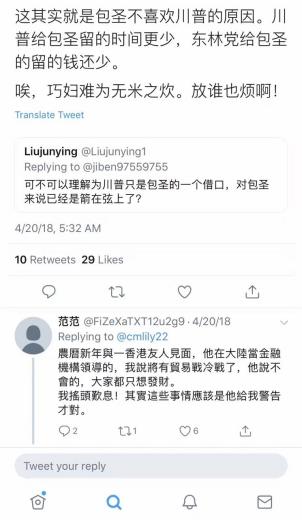 这其实就是包圣不喜欢川普的原因。川
普给包圣留的时间更少，东林党给包圣
的留的钱还少。
唉，巧妇难为无米之炊。放谁也烦啊！
Translate Tweet
Liujunying @Liujunying1
Replying to @jiben97559755
可不可以理解为川普只是包圣的一个借口，对包圣
来说已经是箭在弦上了？
4/20/18, 5:32 AM
10 Retweets 29 Likes
范范 @FiZeXaTXT12u2g9 · 4/20/18
Replying to @cmlily22
農曆新年與一香港友人見面，他在大陸當金融
機構領導的，我說將有貿易戰冷戰了，他說不
會的，大家都只想發財。
我搖頭歎息！其實這些事情應該是他給我警告
才對。
2 1 6
Tweet your reply